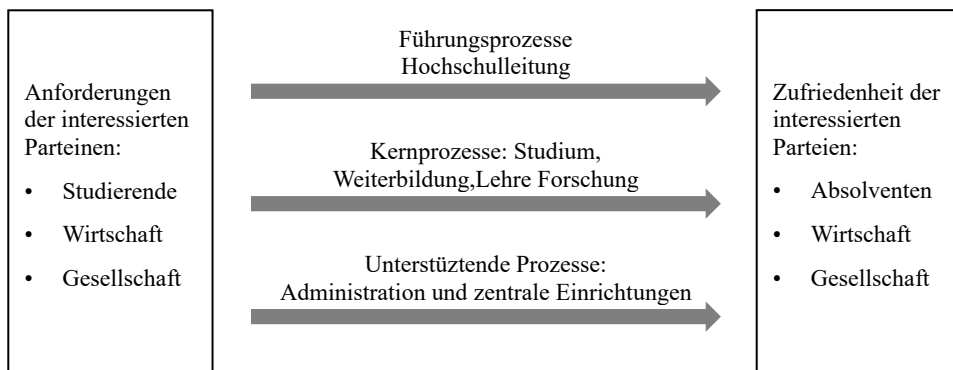 Anforderungen
der interessierten
Parteinen:
• Studierende
• Wirtschaft
• Gesellschaft
Führungsprozesse
Hochschulleitung
Kernprozesse: Studium,
Weiterbildung,Lehre Forschung
Unterstüztende Prozesse:
Administration und zentrale Einrichtungen
Zufriedenheit der
interessierten
Parteien:
• Absolventen
• Wirtschaft
• Gesellschaft